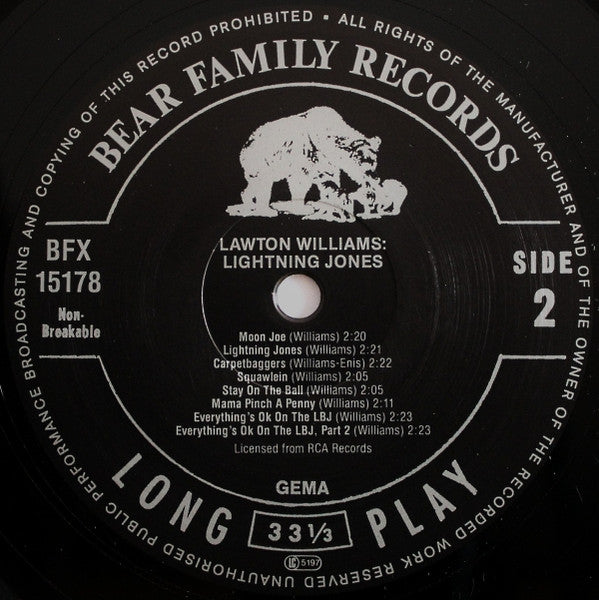 ALL RIGHTS OF THE MANUFACTURER AND OF THE OWNER OF THE RECORDED WORK RESERVED UNAUTHORISED PUBLIC PERFORMANCE BROADCASTING AND COPYING OF THIS RECORD PROHIBITED
BEAR FAMILY RECORDS
LAWTON WILLIAMS:
LIGHTNING JONES
BFX
15178
Non-
Breakable
SIDE
2
Moon Joe (Williams) 2:20
Lightning Jones (Williams) 2:21
Carpetbaggers (Williams-Enis) 2:22
Squawlein (Williams) 2:05
Stay On The Ball (Williams) 2:05
Mama Pinch A Penny (Williams) 2:11
Everything's Ok On The LBJ (Williams) 2:23
Everything's Ok On The LBJ, Part 2 (Williams) 2:23
Licensed from RCA Records
GEMA
LONG PLAY
33 1/3
LC 5197